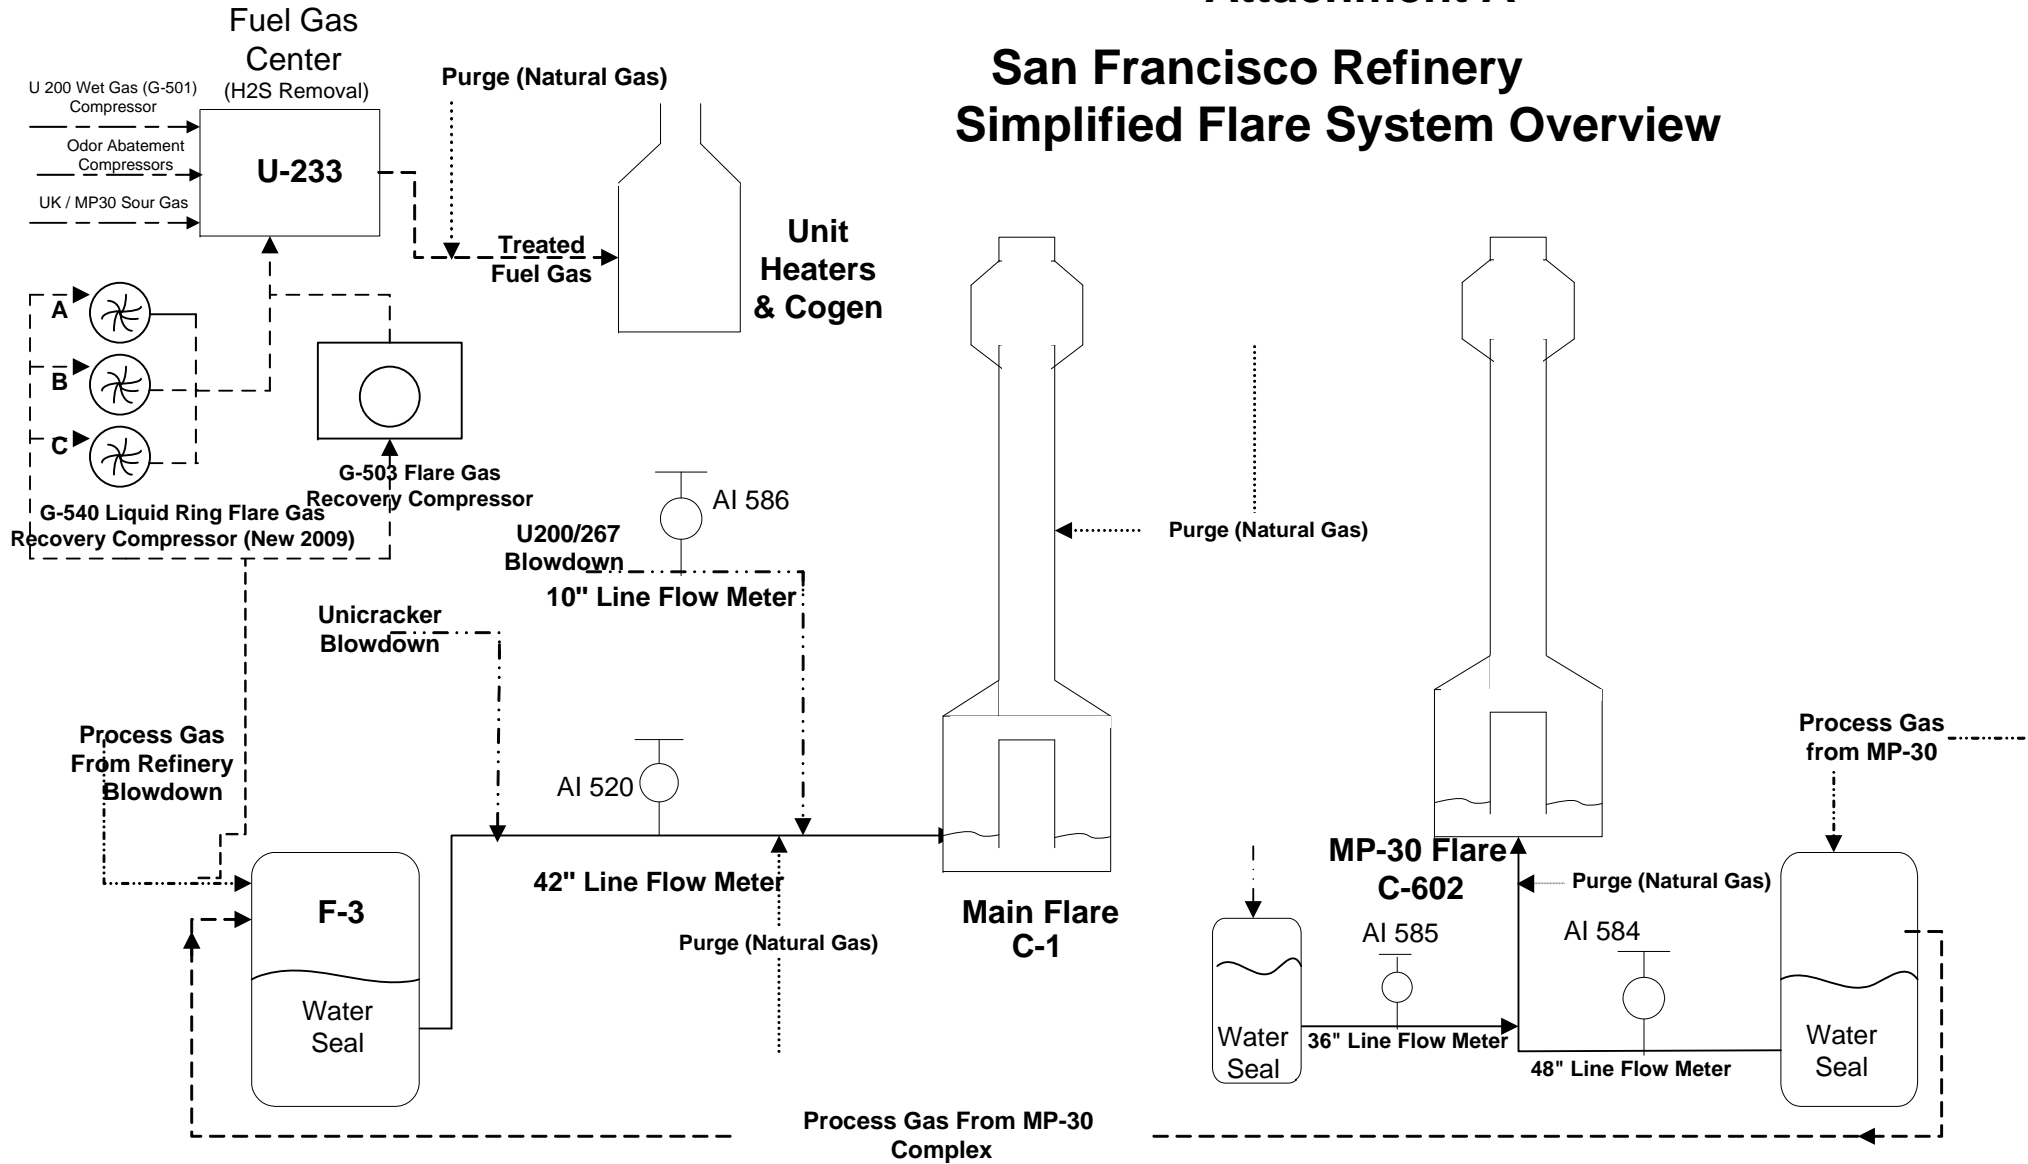 Attachment A
San Francisco Refinery
Simplified Flare System Overview
Fuel Gas
Center
(H2S Removal)
U 200 Wet Gas (G-501)
Compressor
Odor Abatement
Compressors
UK / MP30 Sour Gas
U-233
Purge (Natural Gas)
Treated
Fuel Gas
Unit
Heaters
& Cogen
A
B
C
G-503 Flare Gas
Recovery Compressor
G-540 Liquid Ring Flare Gas
Recovery Compressor (New 2009)
AI 586
U200/267
Blowdown
10" Line Flow Meter
Purge (Natural Gas)
Unicracker
Blowdown
Process Gas
From Refinery
Blowdown
AI 520
42" Line Flow Meter
Purge (Natural Gas)
F-3
Water
Seal
Main Flare
C-1
MP-30 Flare
C-602
Purge (Natural Gas)
Process Gas
from MP-30
AI 585
AI 584
Water
Seal
36" Line Flow Meter
48" Line Flow Meter
Water
Seal
Process Gas From MP-30
Complex